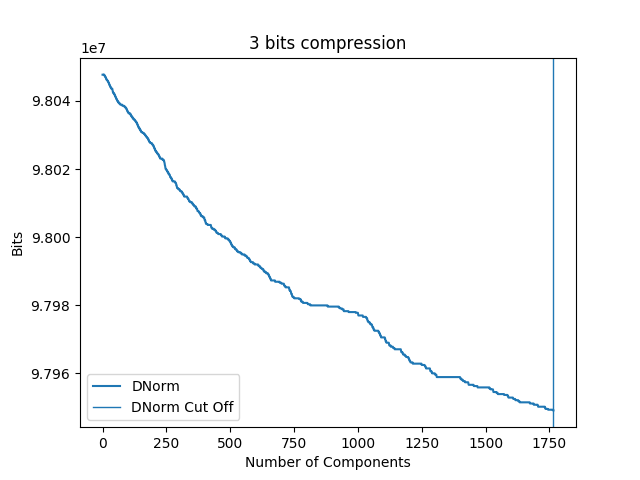 3 bits compression
1e7
9.804
9.802
9.800
9.798
9.796
Bits
DNorm
DNorm Cut Off
0 250 500 750 1000 1250 1500 1750
Number of Components